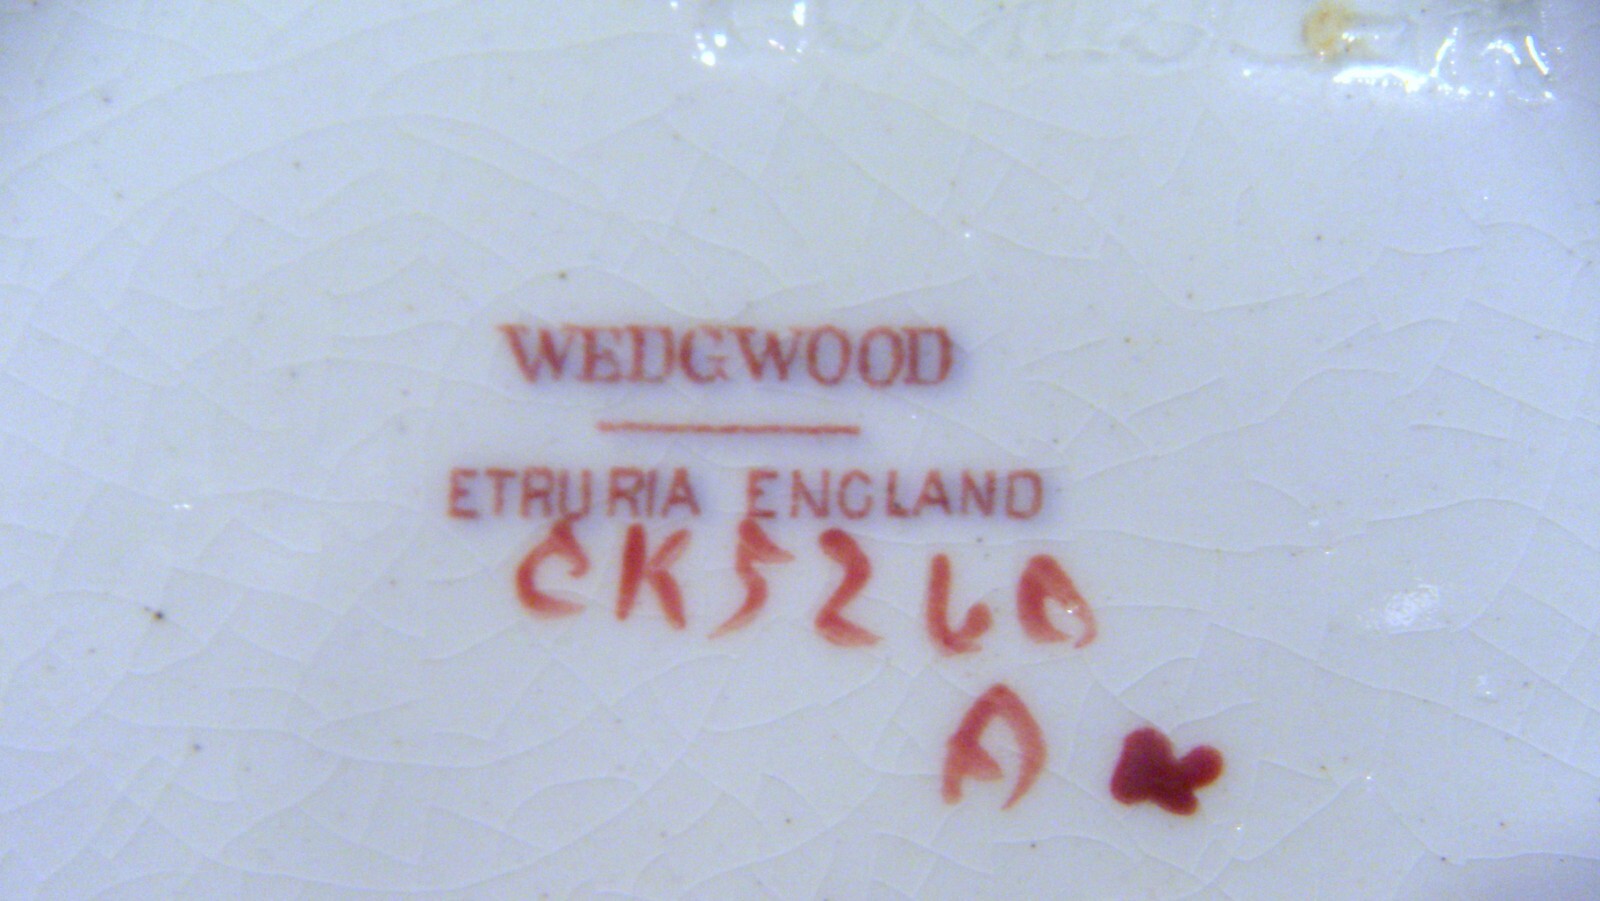 WEDGWOOD
ETRURIA ENGLAND
CK5260
A